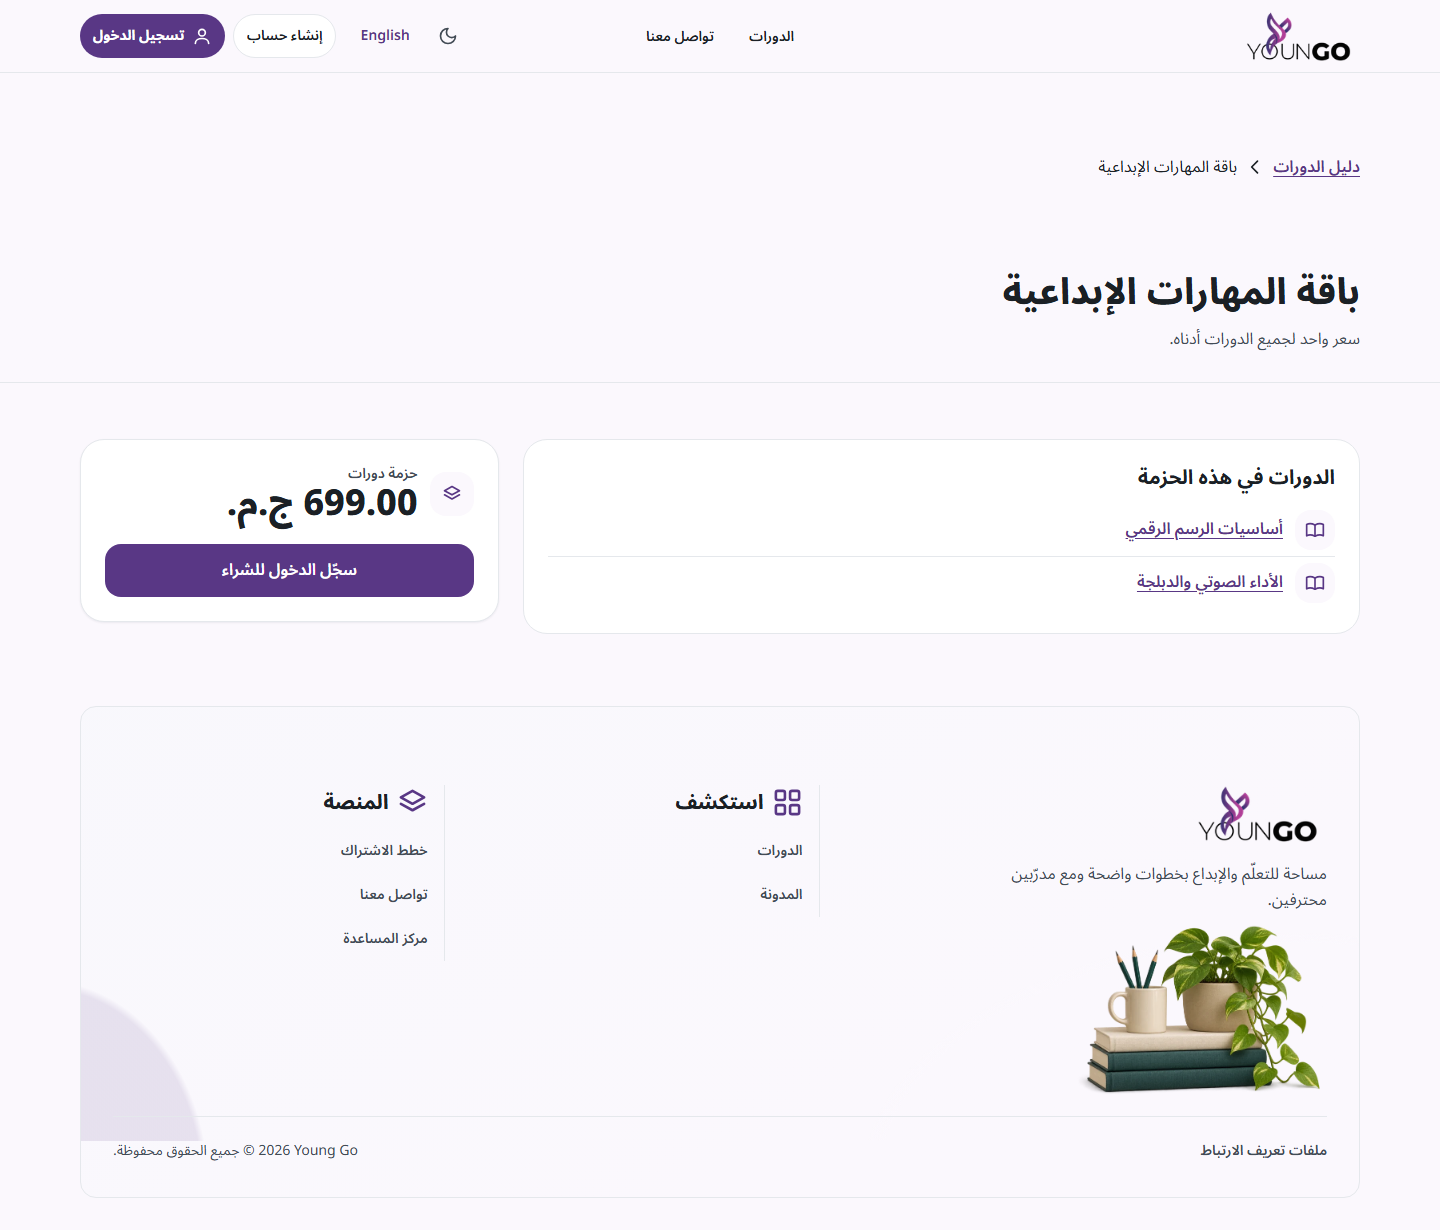 YOUNGO
الدورات
تواصل معنا
English
إنشاء حساب
تسجيل الدخول
دليل الدورات
باقة المهارات الإبداعية
باقة المهارات الإبداعية
سعر واحد لجميع الدورات أدناه.
الدورات في هذه الحزمة
أساسيات الرسم الرقمي
الأداء الصوتي والدبلجة
حزمة دورات
699.00 ج.م.
سجّل الدخول للشراء
YOUNGO
مساحة للتعلّم والإبداع بخطوات واضحة ومع مدرّبين
محترفين.
استكشف
الدورات
المدونة
المنصة
خطط الاشتراك
تواصل معنا
مركز المساعدة
ملفات تعريف الارتباط
Young Go 2026 © جميع الحقوق محفوظة.